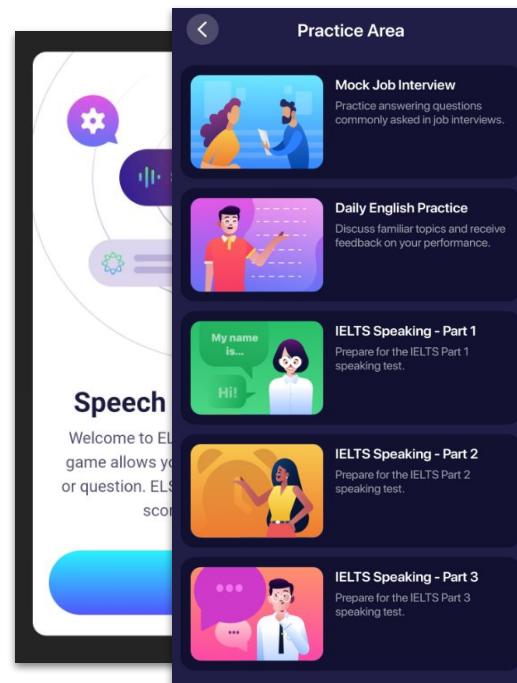 Speech
Welcome to EL
game allows yo
or question. ELS
scor
Practice Area
Mock Job Interview
Practice answering questions
commonly asked in job interviews.
Daily English Practice
Discuss familiar topics and receive
feedback on your performance.
My name
is...
Hi!
IELTS Speaking - Part 1
Prepare for the IELTS Part 1
speaking test.
IELTS Speaking - Part 2
Prepare for the IELTS Part 2
speaking test.
IELTS Speaking - Part 3
Prepare for the IELTS Part 3
speaking test.